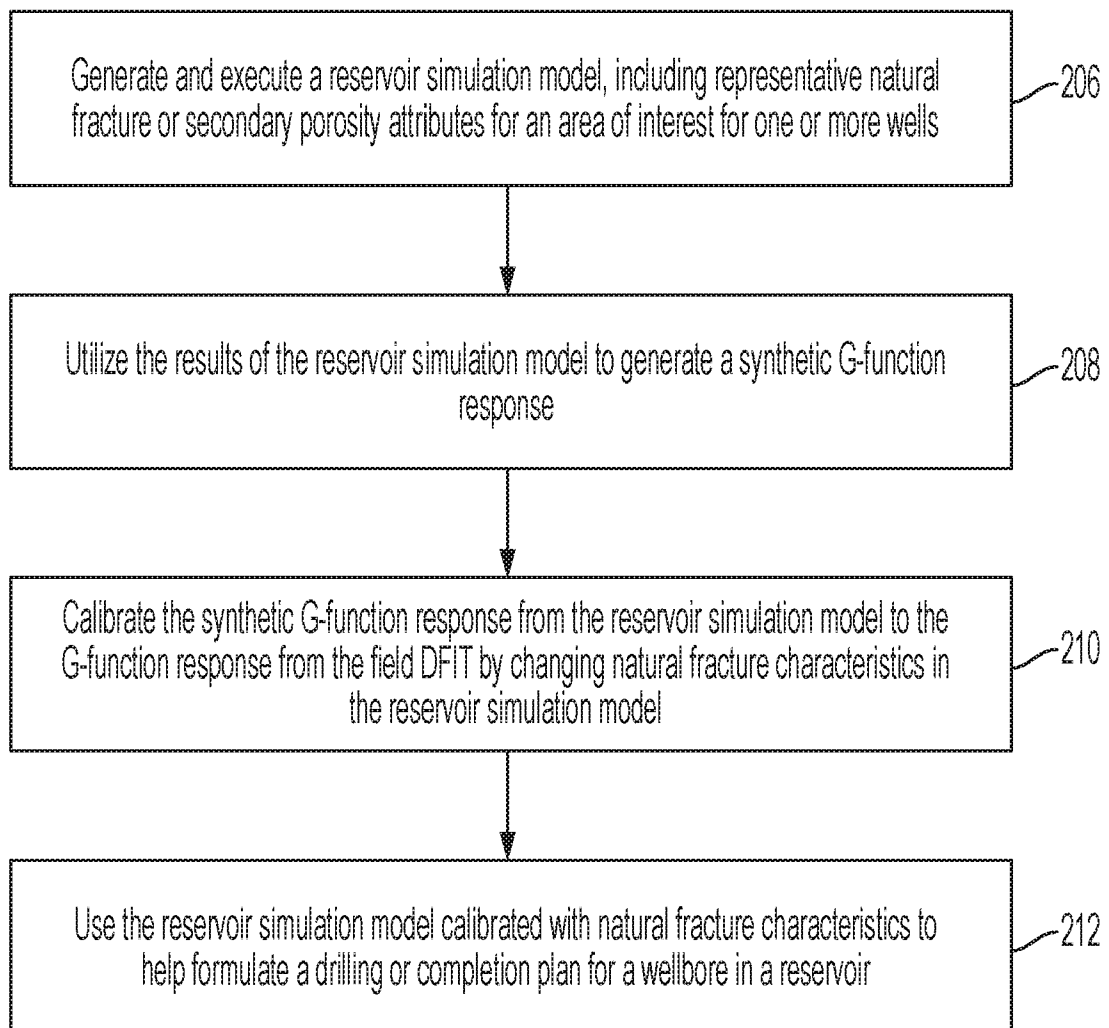 Generate and execute a reservoir simulation model, including representative natural
fracture or secondary porosity attributes for an area of interest for one or more wells
206
Utilize the results of the reservoir simulation model to generate a synthetic G-function
response
208
Calibrate the synthetic G-function response from the reservoir simulation model to the
G-function response from the field DFIT by changing natural fracture characteristics in
the reservoir simulation model
210
Use the reservoir simulation model calibrated with natural fracture characteristics to
help formulate a drilling or completion plan for a wellbore in a reservoir
212